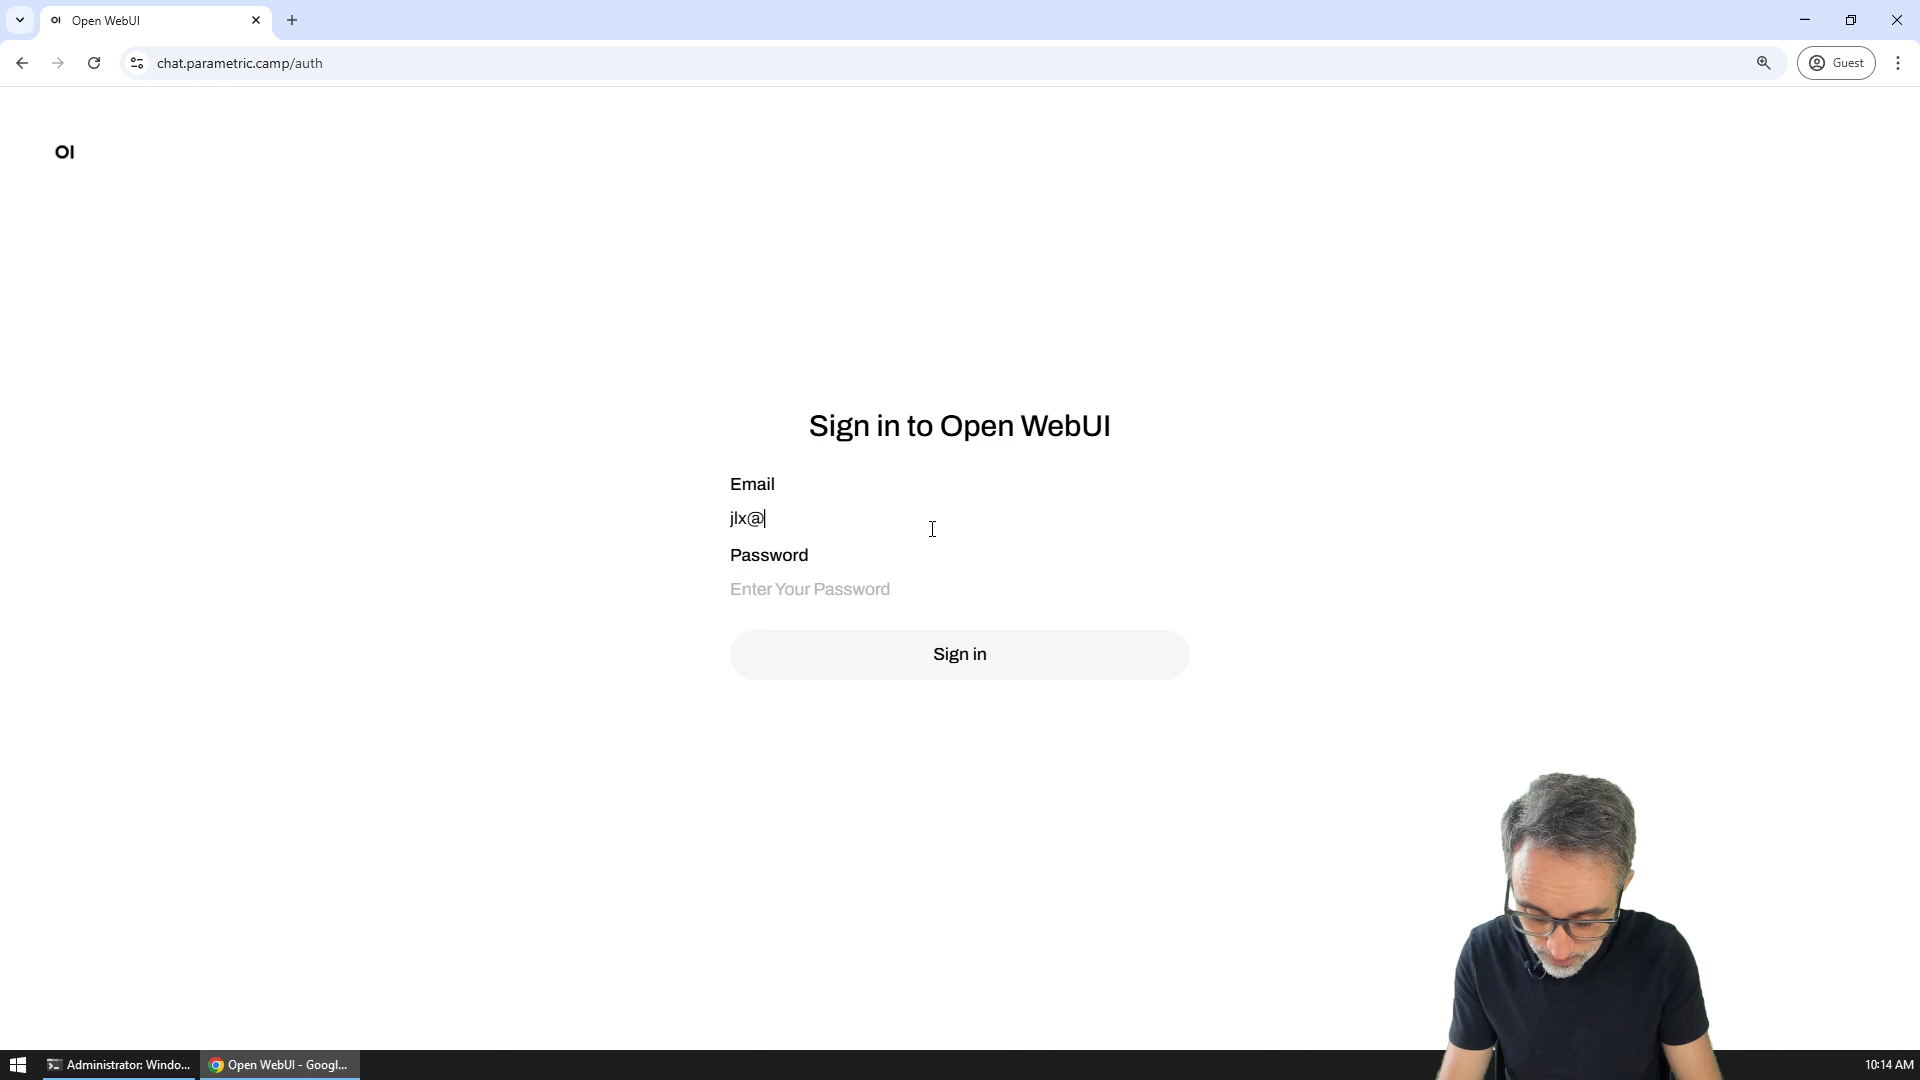 OI Open WebUI
chat.parametric.camp/auth
Guest
OI
Sign in to Open WebUI
Email
jlx@
Password
Enter Your Password
Sign in
Administrator: Windo...
Open WebUI - Googl...
10:14 AM